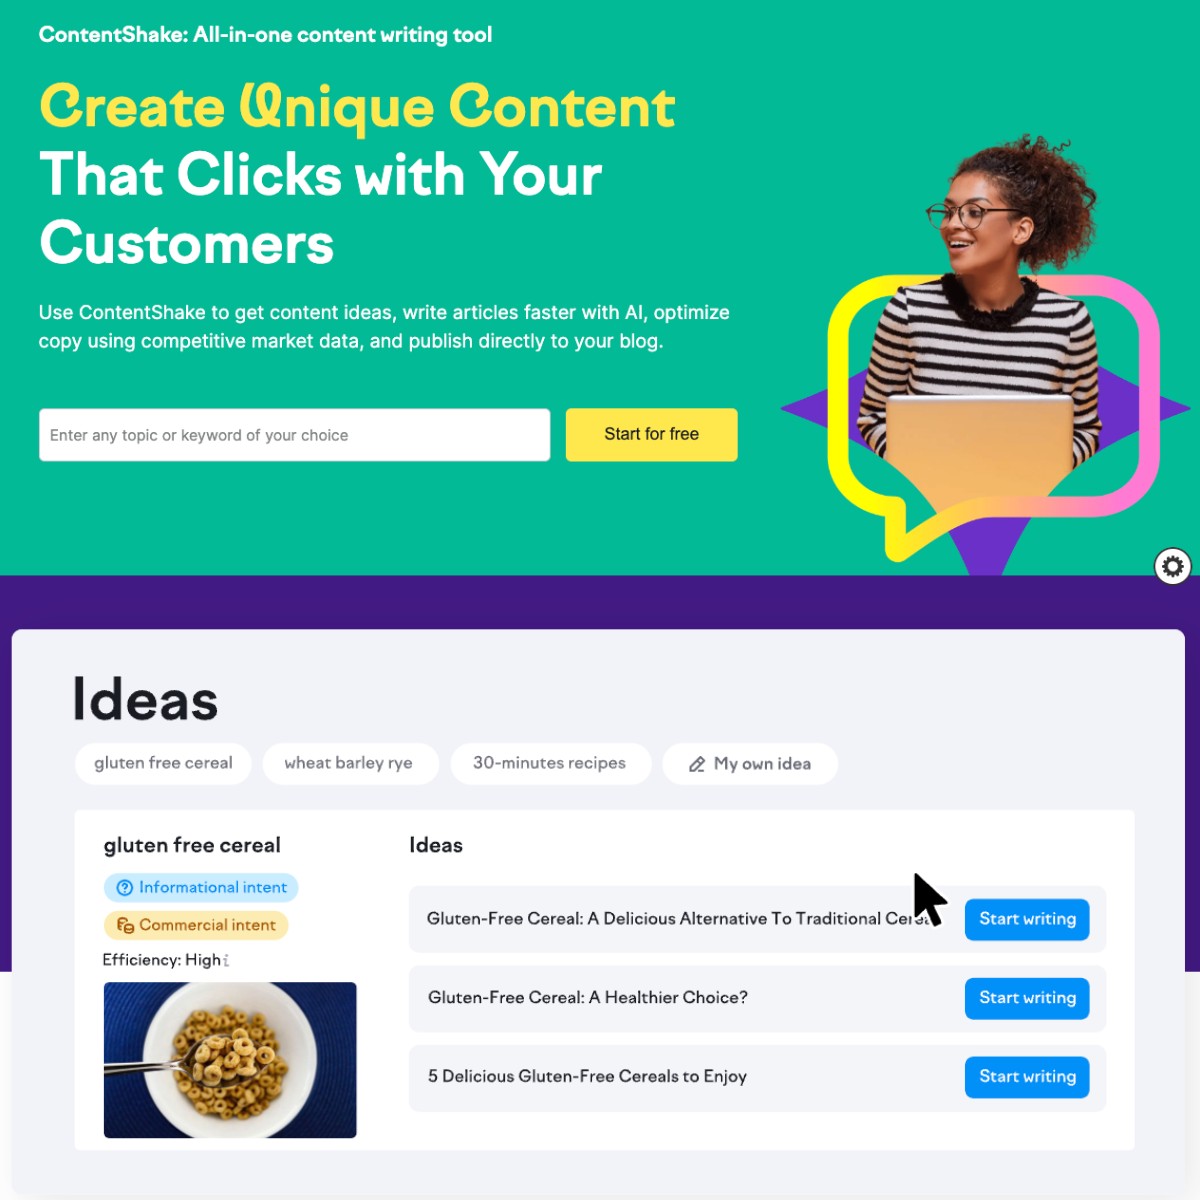 ContentShake: All-in-one content writing tool
Create Unique Content
That Clicks with Your
Customers
Use ContentShake to get content ideas, write articles faster with AI, optimize
copy using competitive market data, and publish directly to your blog.
Enter any topic or keyword of your choice
Start for free
Ideas
gluten free cereal
wheat barley rye
30-minutes recipes
My own idea
gluten free cereal
Informational intent
Commercial intent
Efficiency: High i
Ideas
Gluten-Free Cereal: A Delicious Alternative To Traditional
Start writing
Gluten-Free Cereal: A Healthier Choice?
Start writing
5 Delicious Gluten-Free Cereals to Enjoy
Start writing